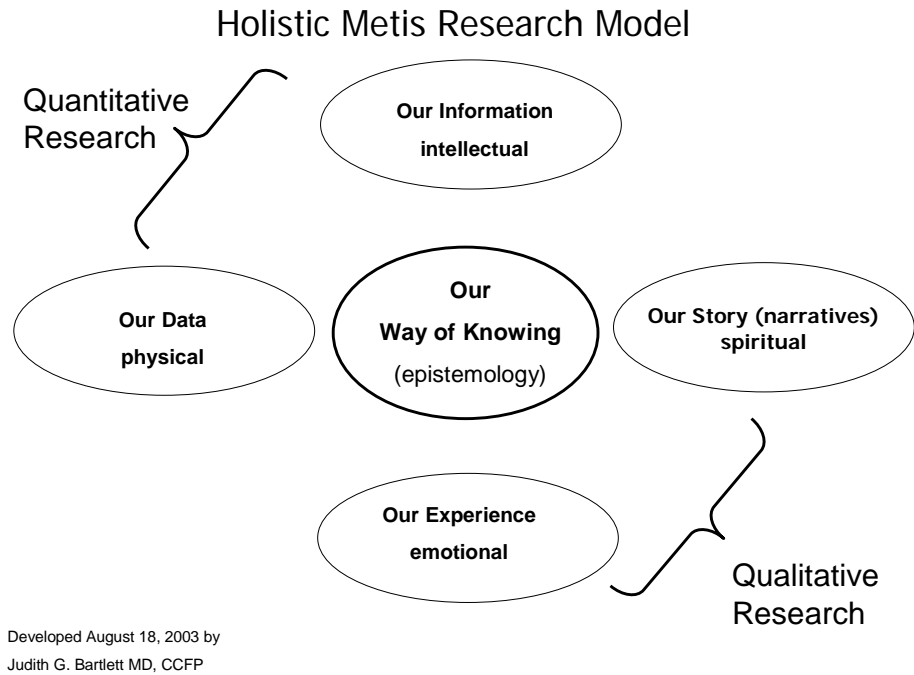 Holistic Metis Research Model
Quantitative
Research
Our Information
intellectual
Our Data
physical
Our
Way of Knowing
(epistemology)
Our Story (narratives)
spiritual
Our Experience
emotional
Qualitative
Research
Developed August 18, 2003 by
Judith G. Bartlett MD, CCFP